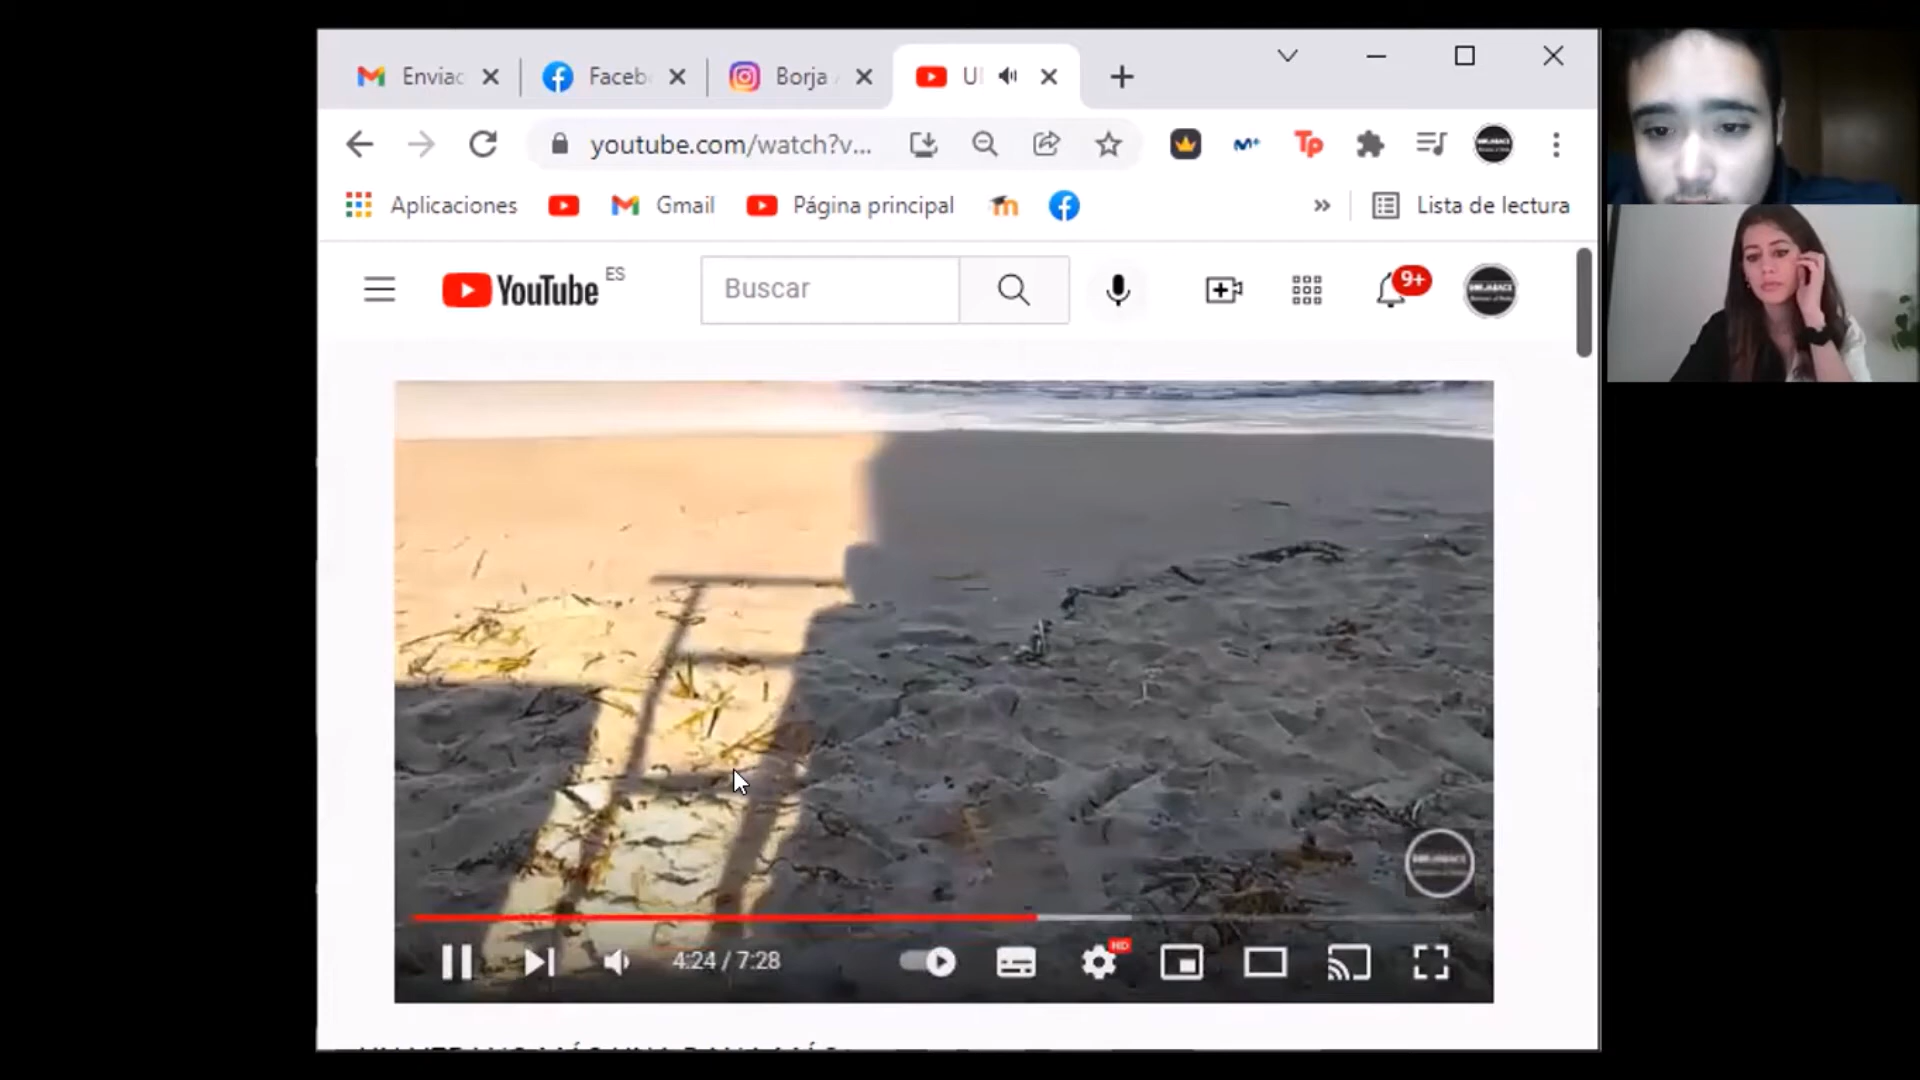 Enviac
Faceb
Borja
U
youtube.com/watch?v...
M+
Tp
Aplicaciones
Gmail
Página principal
m
Lista de lectura
YouTube ES
Buscar
9+
4:24 / 7:28
HD